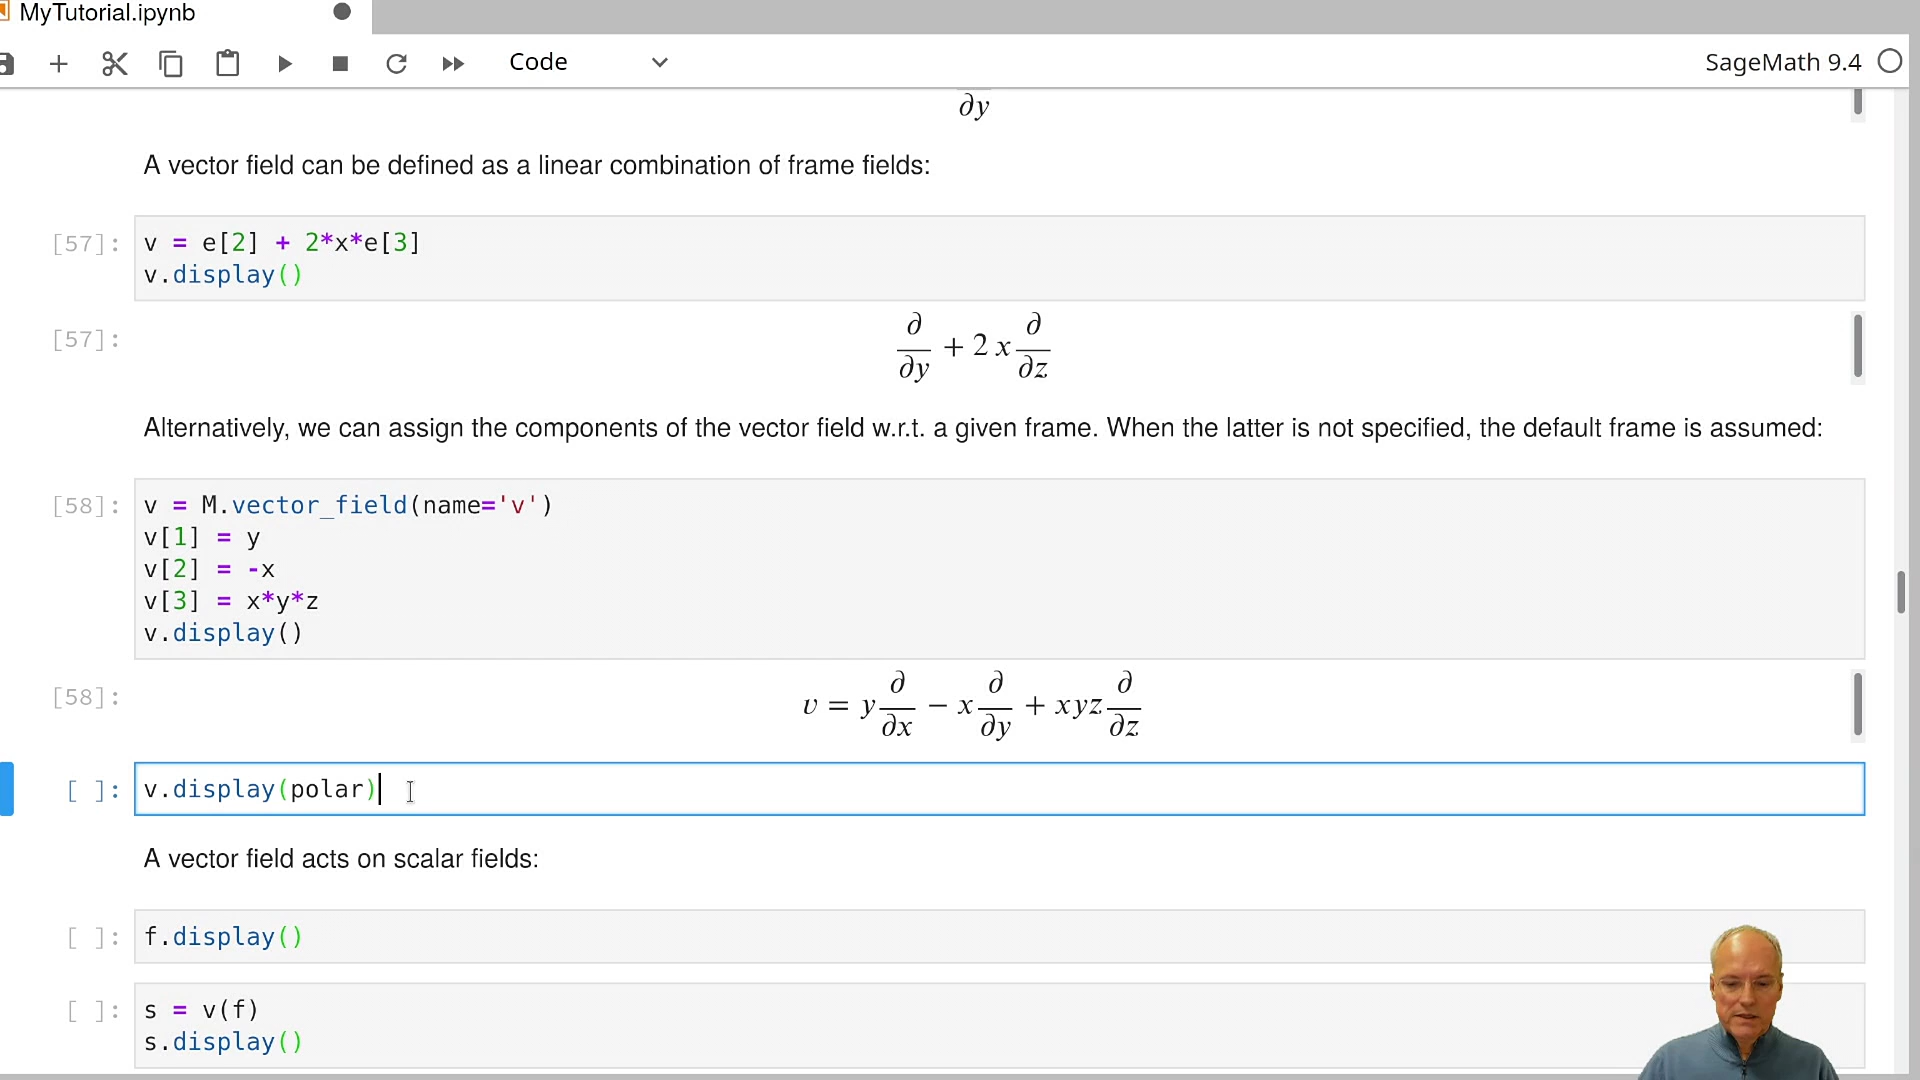 MyTutorial.ipynb
Code
SageMath 9.4
∂y
A vector field can be defined as a linear combination of frame fields:
[57]: v = e[2] + 2*x*e[3]
v.display()
[57]: ∂/∂y + 2 x ∂/∂z
Alternatively, we can assign the components of the vector field w.r.t. a given frame. When the latter is not specified, the default frame is assumed:
[58]: v = M.vector_field(name='v')
v[1] = y
v[2] = -x
v[3] = x*y*z
v.display()
[58]: v = y ∂/∂x − x ∂/∂y + xyz ∂/∂z
[ ]: v.display(polar)
A vector field acts on scalar fields:
[ ]: f.display()
[ ]: s = v(f)
s.display()